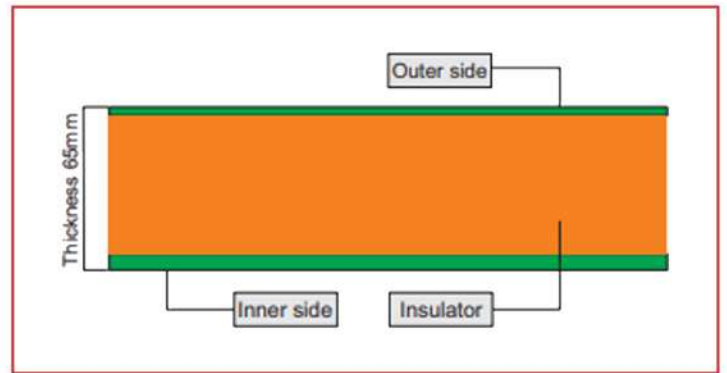 Outer side
Thickness 65mm
Inner side
Insulator